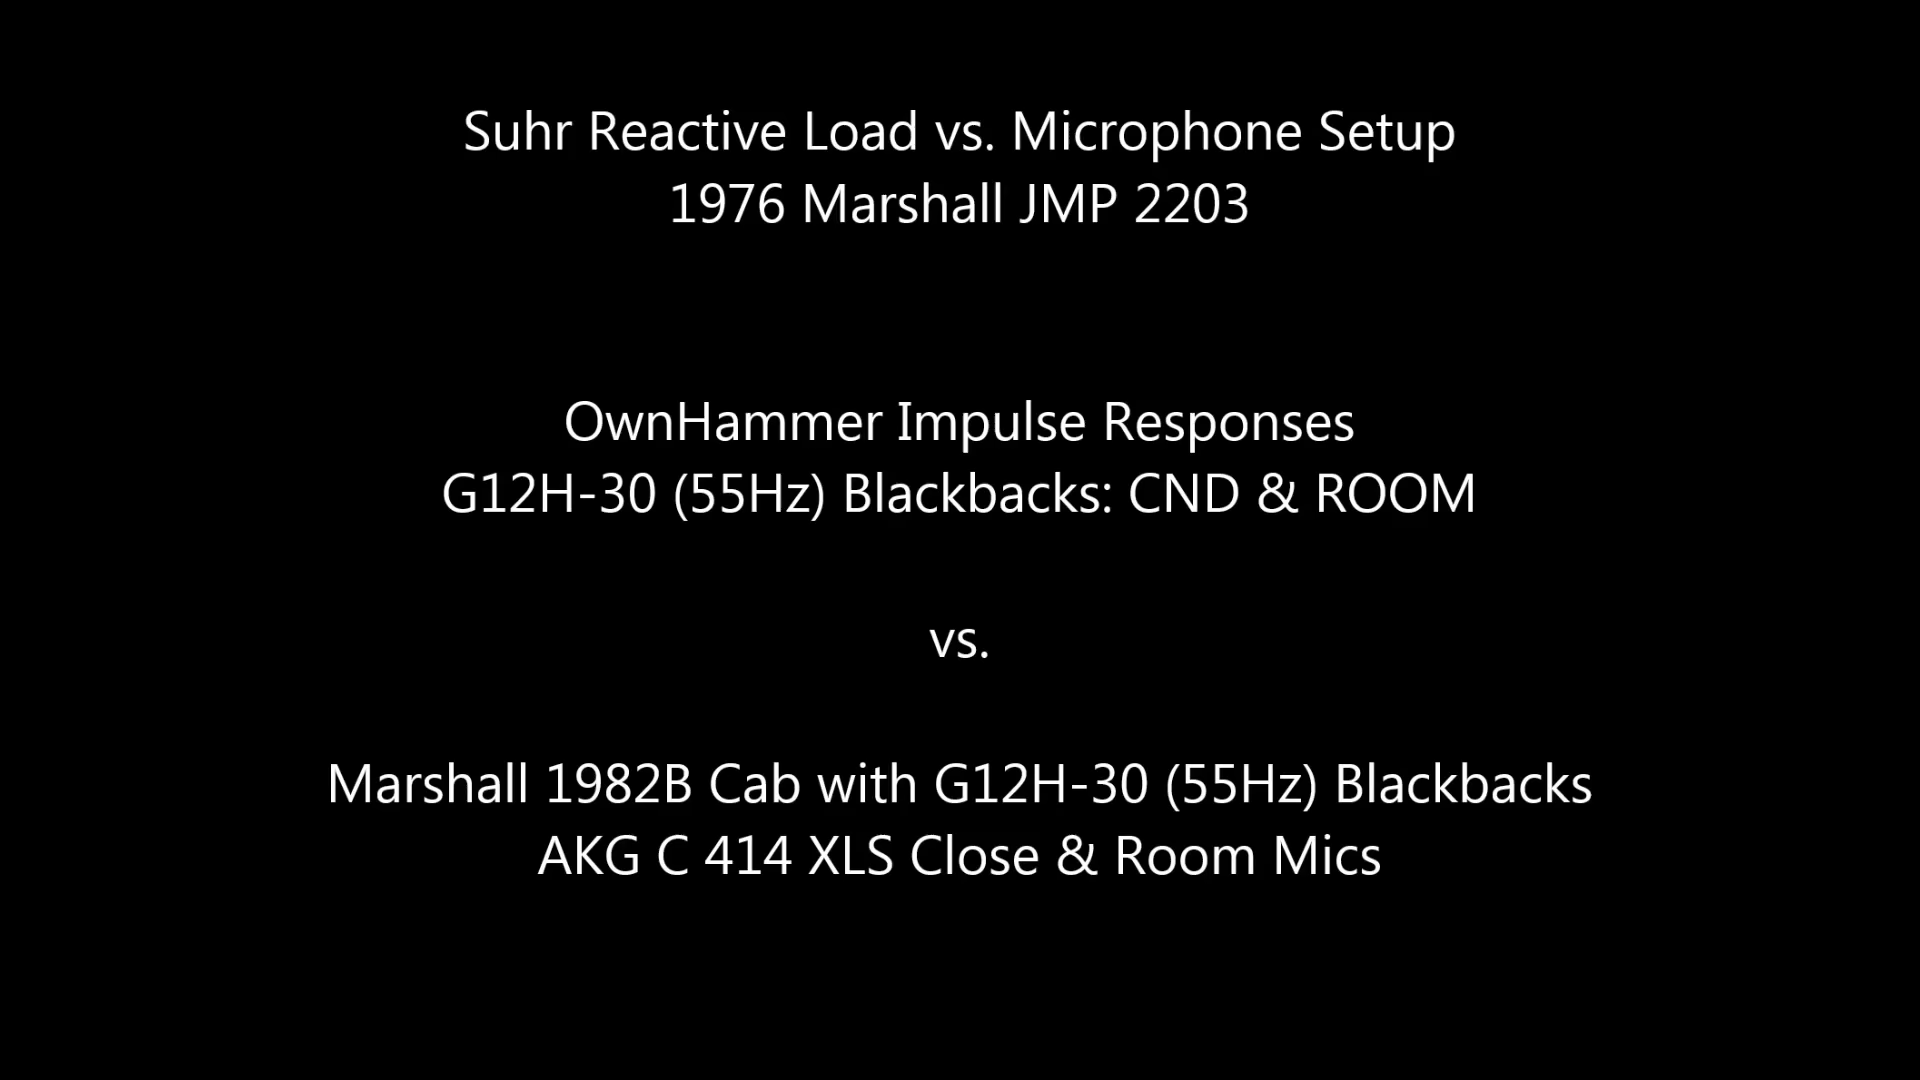 Suhr Reactive Load vs. Microphone Setup
1976 Marshall JMP 2203
OwnHammer Impulse Responses
G12H-30 (55Hz) Blackbacks: CND & ROOM
vs.
Marshall 1982B Cab with G12H-30 (55Hz) Blackbacks
AKG C 414 XLS Close & Room Mics